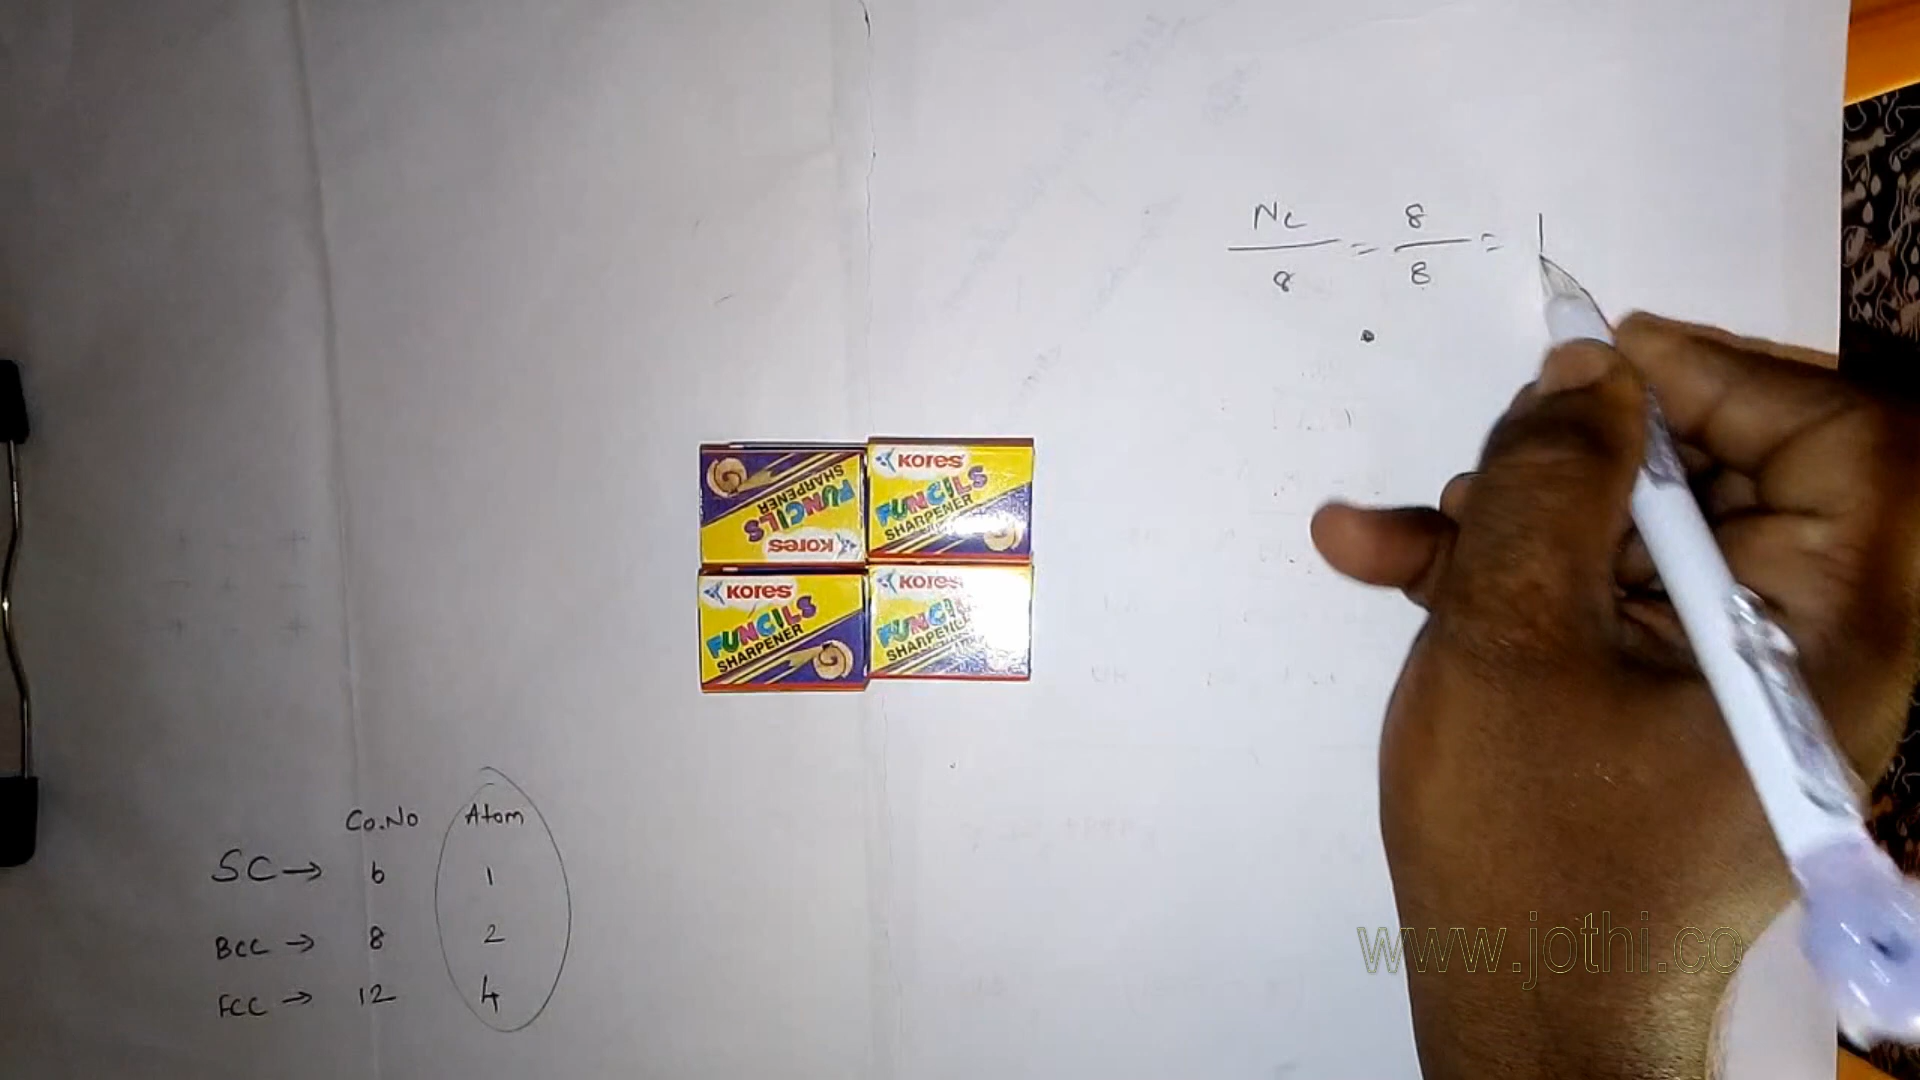 Nc / 8 = 8 / 8 = 1
Kores
FUNCILS
SHARPENER
Kores
FUNCILS
SHARPENER
Kores
FUNCILS
SHARPENER
Kores
FUNCILS
SHARPENER
Co.No Atom
SC → 6 1
BCC → 8 2
FCC → 12 4
www.jothi.co